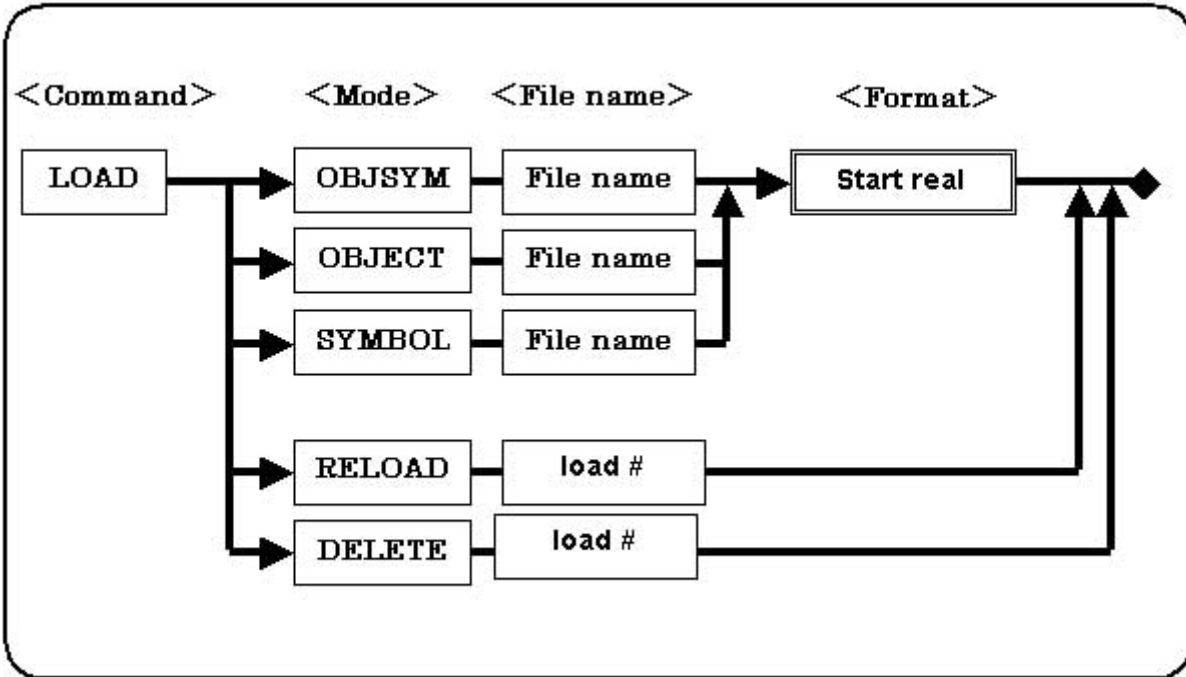 <Command> <Mode> <File name> <Format>
LOAD OBJSYM File name Start real
OBJECT File name
SYMBOL File name
RELOAD load #
DELETE load #